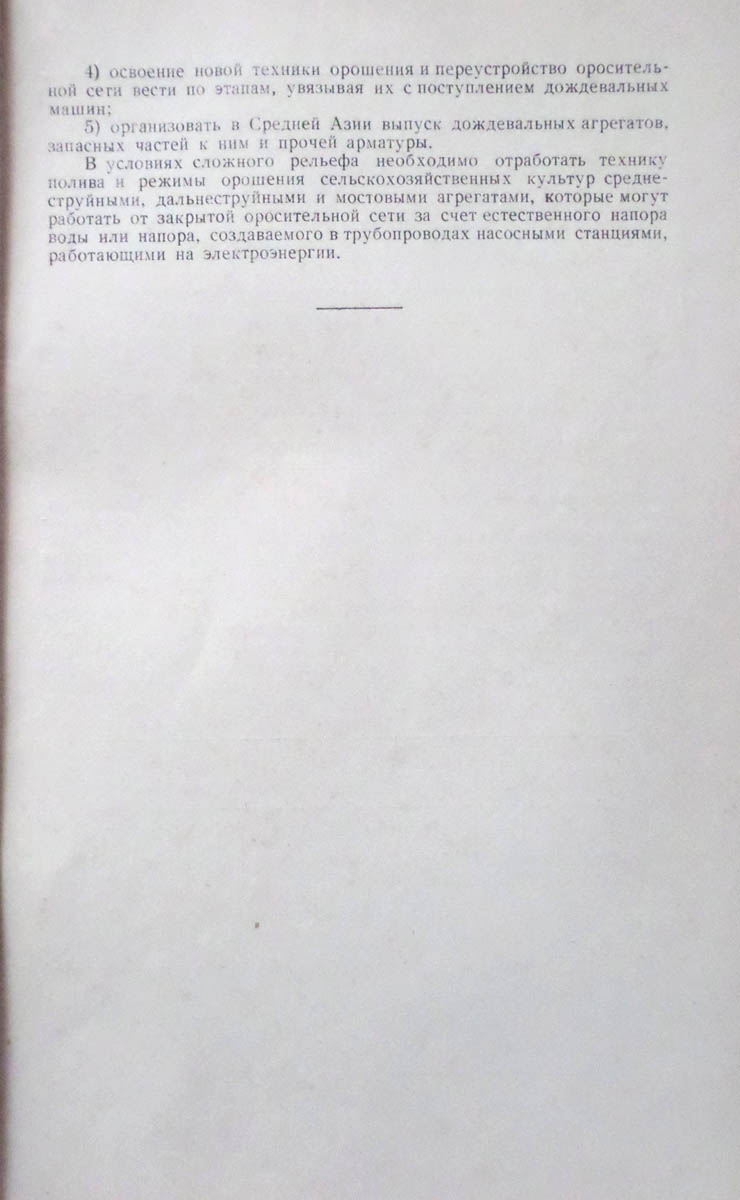 4) освоение новой техники орошения и переустройство ороситель-
ной сети вести по этапам, увязывая их с поступлением дождевальных
машин;
5) организовать в Средней Азии выпуск дождевальных агрегатов,
запасных частей к ним и прочей арматуры.
В условиях сложного рельефа необходимо отработать технику
полива и режимы орошения сельскохозяйственных культур средне-
струйными, дальнеструйными и мостовыми агрегатами, которые могут
работать от закрытой оросительной сети за счет естественного напора
воды или напора, создаваемого в трубопроводах насосными станциями,
работающими на электроэнергии.